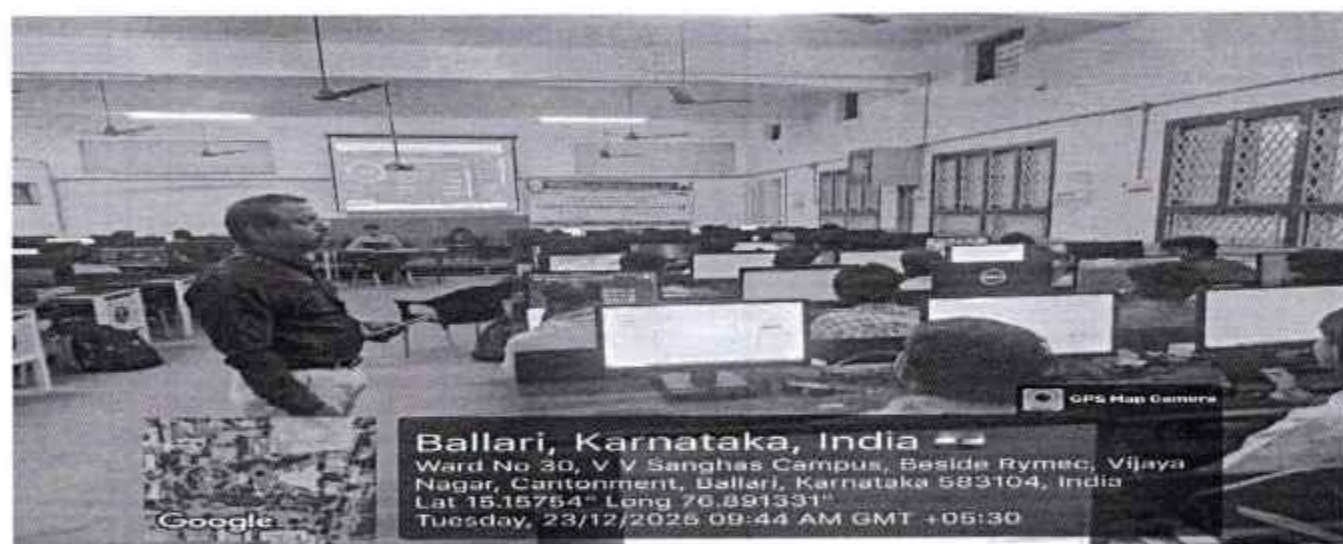 GPS Map Camera
Ballari, Karnataka, India
Ward No 30, V V Sanghas Campus, Beside Rymec, Vijaya
Nagar, Cantonment, Ballari, Karnataka 583104, India
Lat 15.15754° Long 76.891331°
Tuesday, 23/12/2025 09:44 AM GMT +05:30
Google
DELL